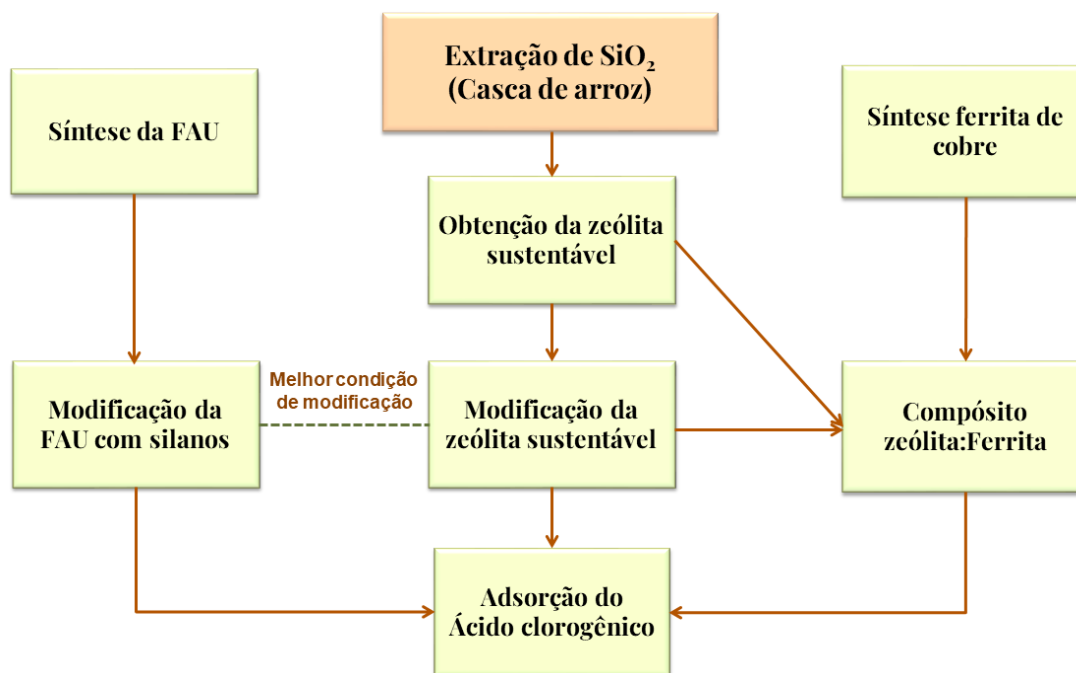 Extração de SiO₂
(Casca de arroz)
Síntese da FAU
Síntese ferrita de
cobre
Obtenção da zeólita
sustentável
Melhor condição
de modificação
Modificação da
FAU com silanos
Modificação da
zeólita sustentável
Compósito
zeólita:Ferrita
Adsorção do
Ácido clorogênico